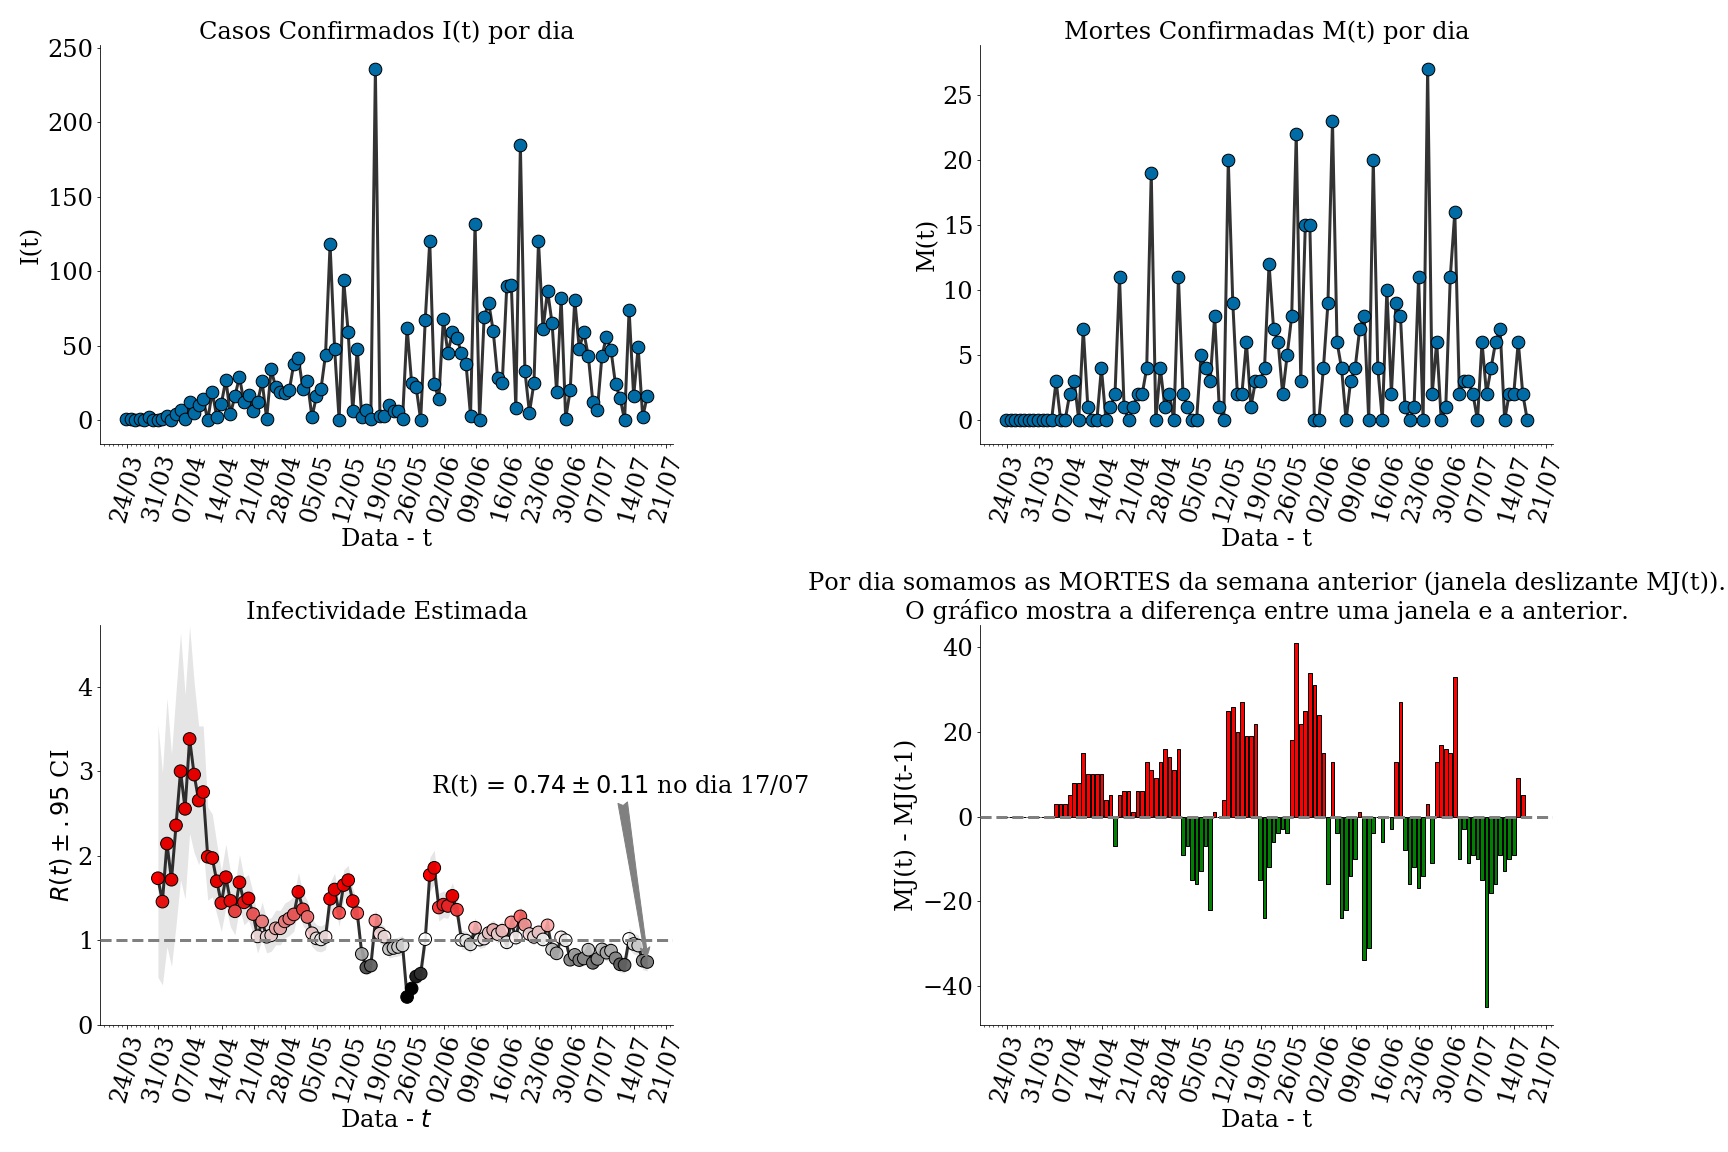 Casos Confirmados I(t) por dia
250
200
150
100
50
0
I(t)
24/03 31/03 07/04 14/04 21/04 28/04 05/05 12/05 19/05 26/05 02/06 09/06 16/06 23/06 30/06 07/07 14/07 21/07
Data - t
Mortes Confirmadas M(t) por dia
25
20
15
10
5
0
M(t)
24/03 31/03 07/04 14/04 21/04 28/04 05/05 12/05 19/05 26/05 02/06 09/06 16/06 23/06 30/06 07/07 14/07 21/07
Data - t
Infectividade Estimada
4
3
2
1
0
R(t) ± .95 CI
R(t) = 0.74 ± 0.11 no dia 17/07
24/03 31/03 07/04 14/04 21/04 28/04 05/05 12/05 19/05 26/05 02/06 09/06 16/06 23/06 30/06 07/07 14/07 21/07
Data - t
Por dia somamos as MORTES da semana anterior (janela deslizante MJ(t)).
O gráfico mostra a diferença entre uma janela e a anterior.
40
20
0
−20
−40
MJ(t) - MJ(t-1)
24/03 31/03 07/04 14/04 21/04 28/04 05/05 12/05 19/05 26/05 02/06 09/06 16/06 23/06 30/06 07/07 14/07 21/07
Data - t